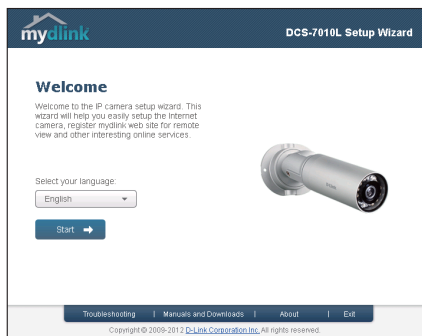 mydlink
DCS-7010L Setup Wizard
Welcome
Welcome to the IP camera setup wizard. This
wizard will help you easily setup the Internet
camera, register mydlink web site for remote
view and other interesting online services.
Select your language:
English
Start
Troubleshooting | Manuals and Downloads | About | Exit
Copyright © 2009-2012 D-Link Corporation Inc. All rights reserved.